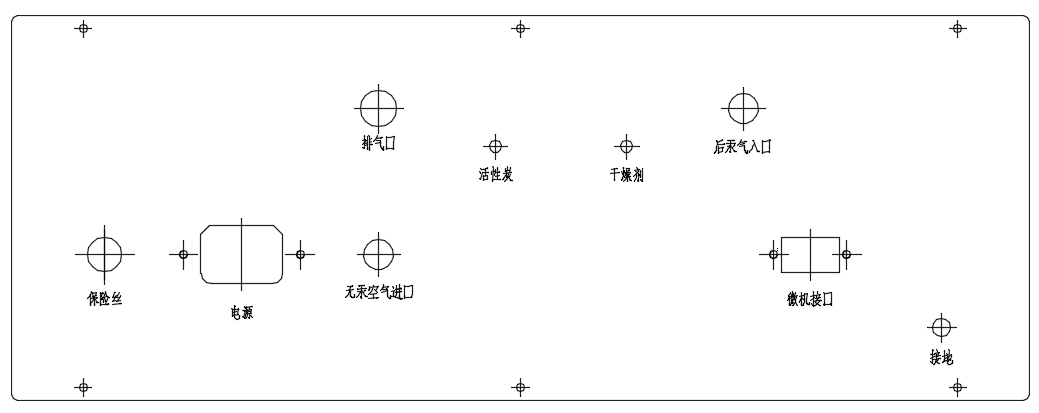 排气口
后汞气入口
活性炭
干燥剂
保险丝
电源
无汞空气进口
微机接口
接地